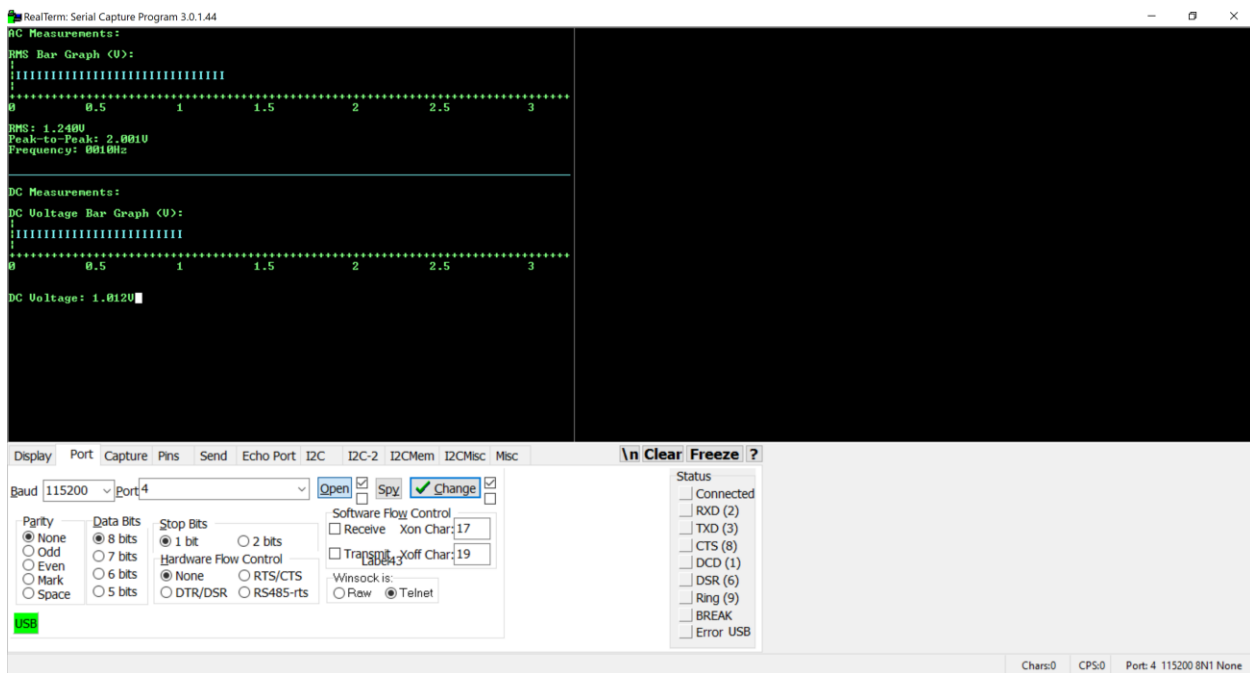 RealTerm: Serial Capture Program 3.0.1.44
AC Measurements:
RMS Bar Graph (V):
0 0.5 1 1.5 2 2.5 3
RMS: 1.240V
Peak-to-Peak: 2.001V
Frequency: 0010Hz
DC Measurements:
DC Voltage Bar Graph (V):
0 0.5 1 1.5 2 2.5 3
DC Voltage: 1.012V
Display Port Capture Pins Send Echo Port I2C I2C-2 I2CMem I2CMisc Misc \n Clear Freeze ?
Baud 115200 Port 4 Open Spy Change
Parity
None
Odd
Even
Mark
Space
Data Bits
8 bits
7 bits
6 bits
5 bits
Stop Bits
1 bit 2 bits
Hardware Flow Control
None RTS/CTS
DTR/DSR RS485-rts
Software Flow Control
Receive Xon Char: 17
Transmit Xoff Char: 19
Label43
Winsock is:
Raw Telnet
Status
Connected
RXD (2)
TXD (3)
CTS (8)
DCD (1)
DSR (6)
Ring (9)
BREAK
Error USB
USB
Chars:0 CPS:0 Port: 4 115200 8N1 None